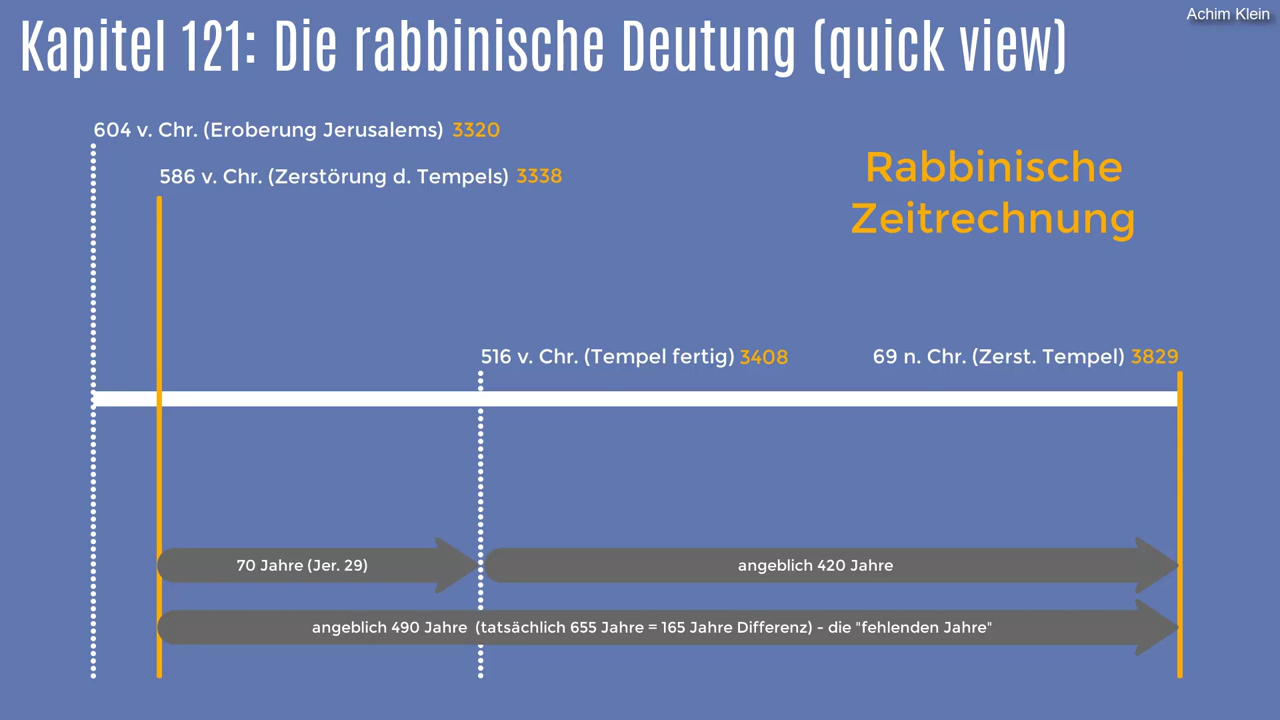 Achim Klein
Kapitel 121: Die rabbinische Deutung (quick view)
604 v. Chr. (Eroberung Jerusalems) 3320
586 v. Chr. (Zerstörung d. Tempels) 3338
Rabbinische
Zeitrechnung
516 v. Chr. (Tempel fertig) 3408
69 n. Chr. (Zerst. Tempel) 3829
70 Jahre (Jer. 29)
angeblich 420 Jahre
angeblich 490 Jahre (tatsächlich 655 Jahre = 165 Jahre Differenz) - die "fehlenden Jahre"